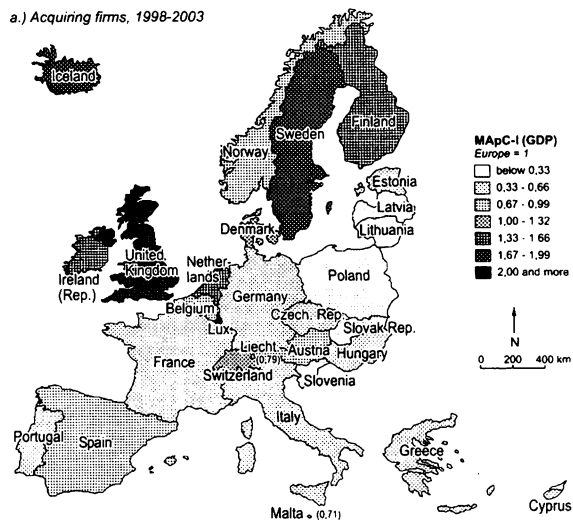 a.) Acquiring firms, 1998-2003
Iceland
Finland
Sweden
Norway
MApC-I (GDP)
Europe = 1
below 0,33
0,33 - 0,66
0,67 - 0,99
1,00 - 1,32
1,33 - 1 66
1,67 - 1,99
2,00 and more
Estonia
Latvia
Lithuania
Denmark
United
Kingdom
Ireland
(Rep.)
Nether-
lands
Belgium
Lux.
Germany
Poland
Czech. Rep.
Slovak Rep.
N
0 200 400 km
France
Liecht.
(0,79)
Austria
Hungary
Switzerland
Slovenia
Italy
Portugal
Spain
Greece
Malta
(0,71)
Cyprus